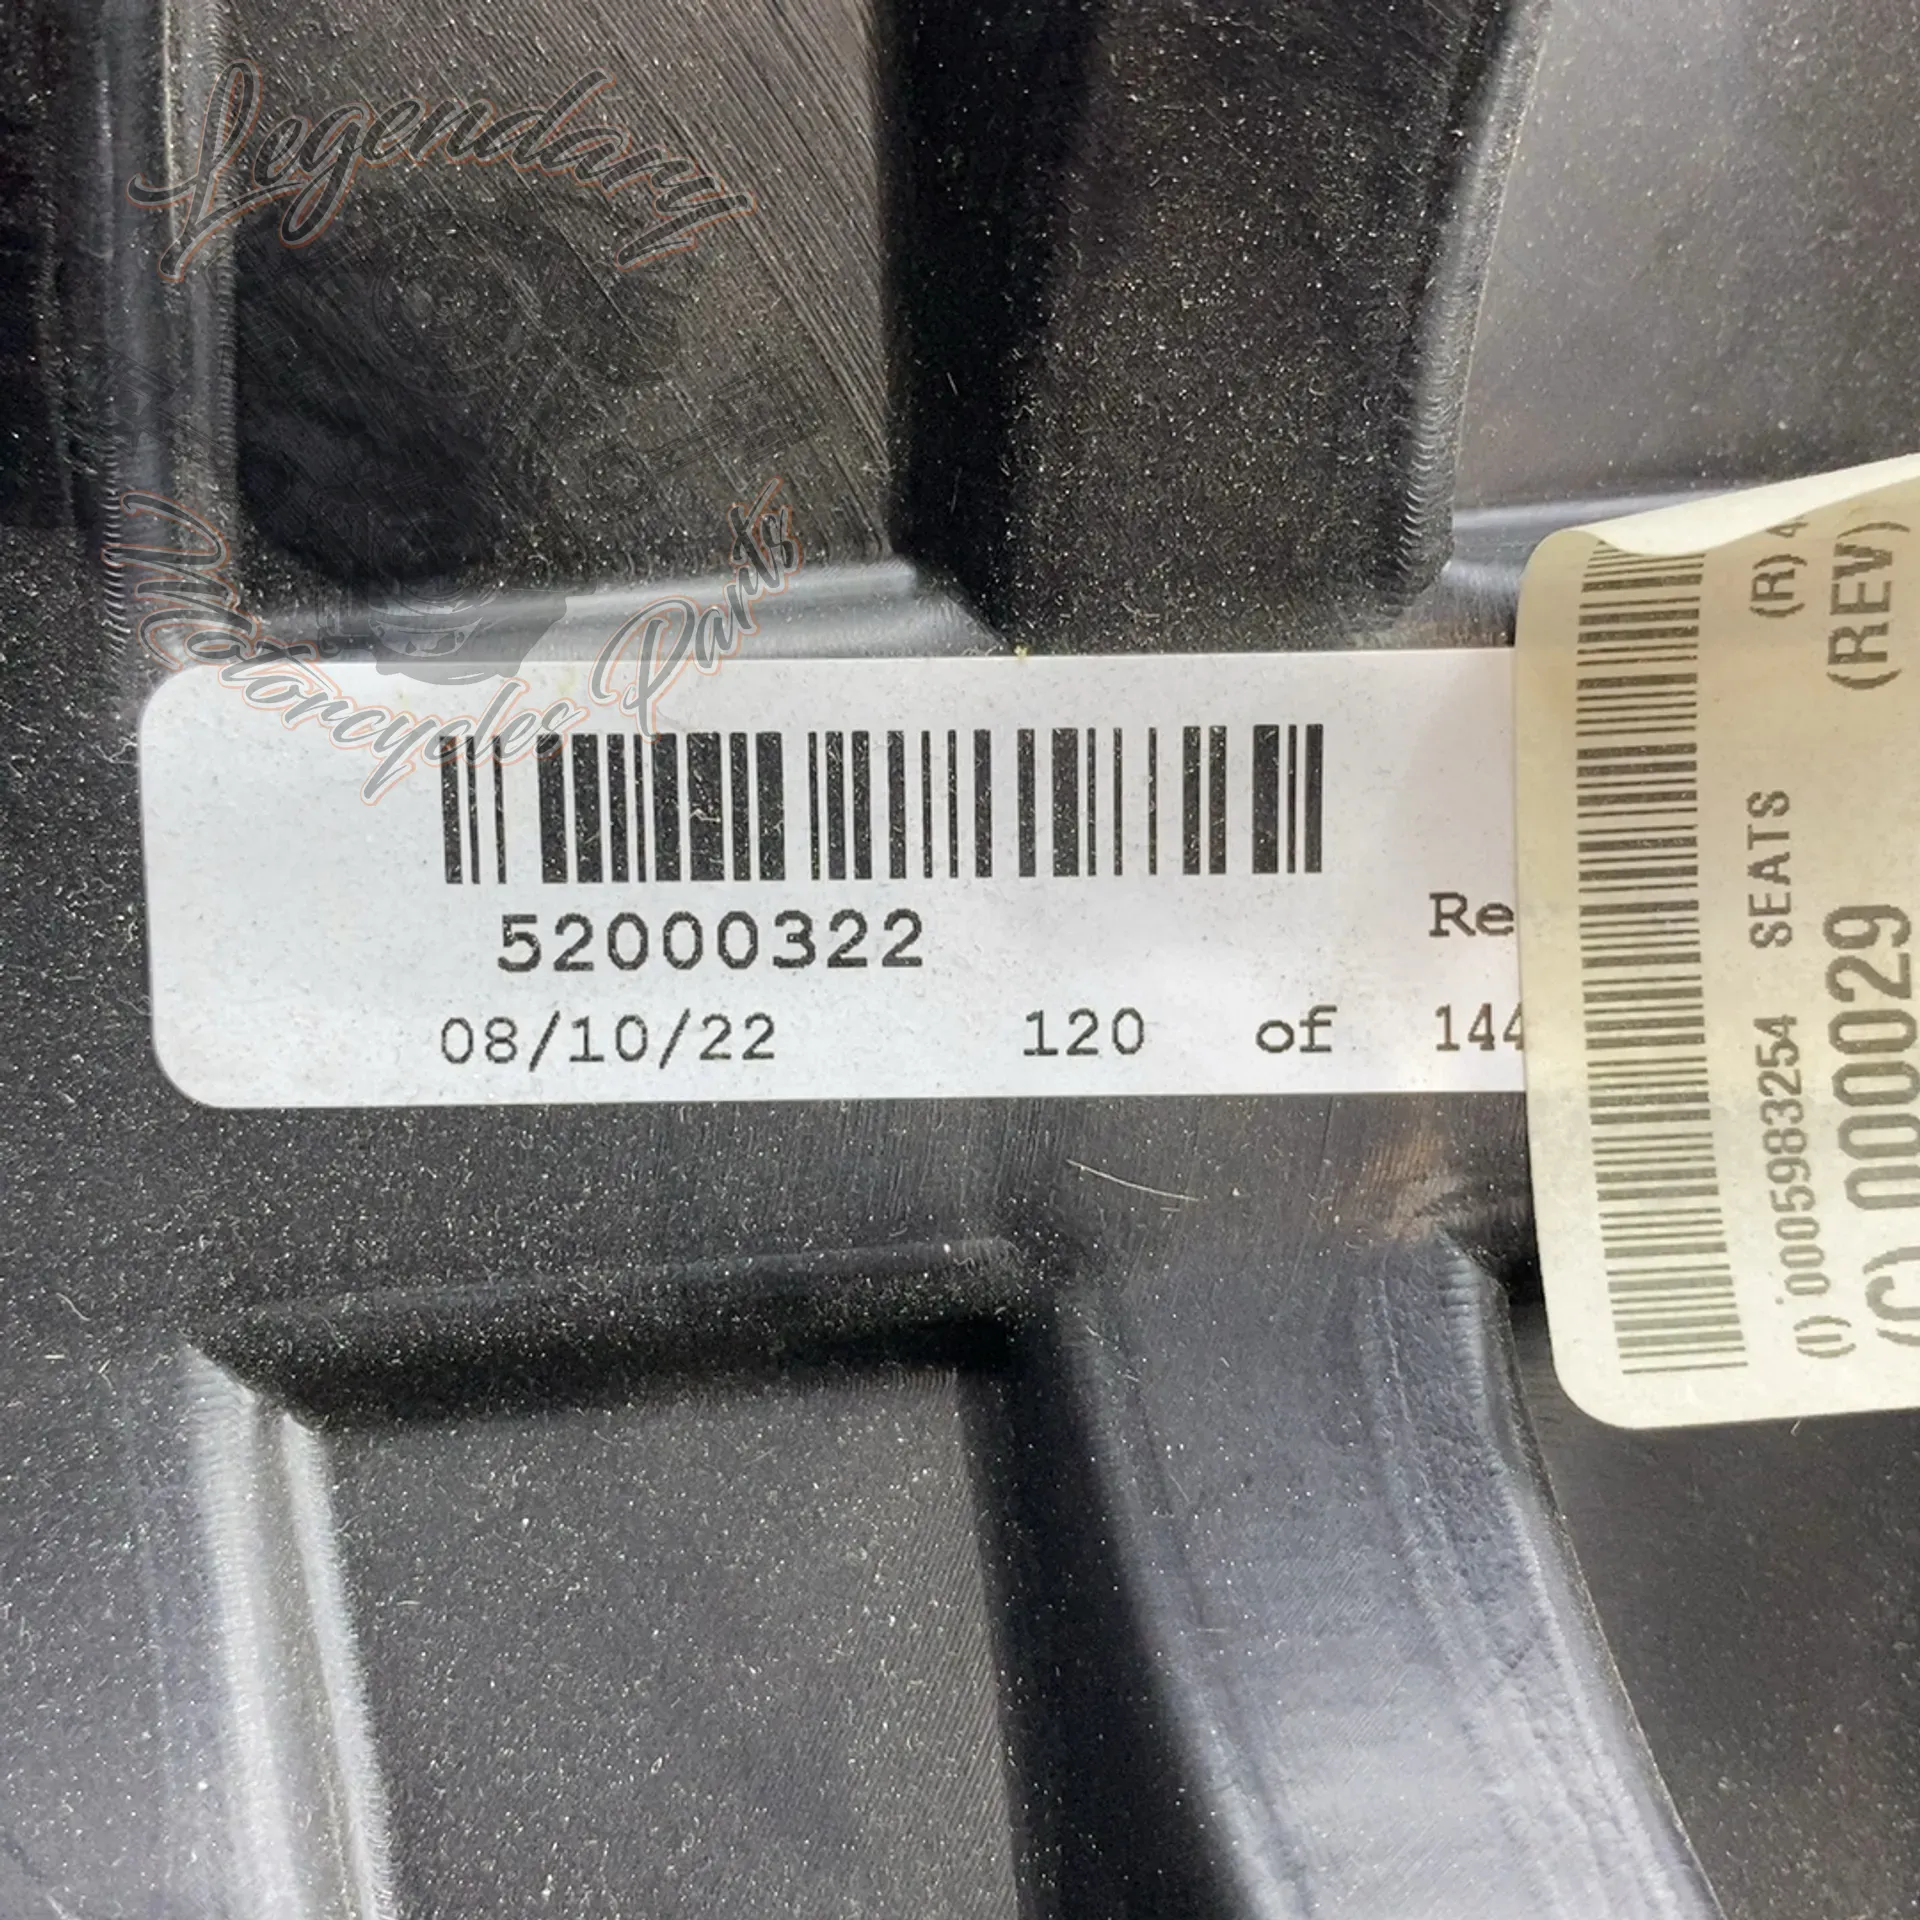 Legendary
Motorcycles Parts
52000322
Re
08/10/22 120 of 144
(R) 4
(REV)
(I) 0005983254 SEATS
(C) 000029